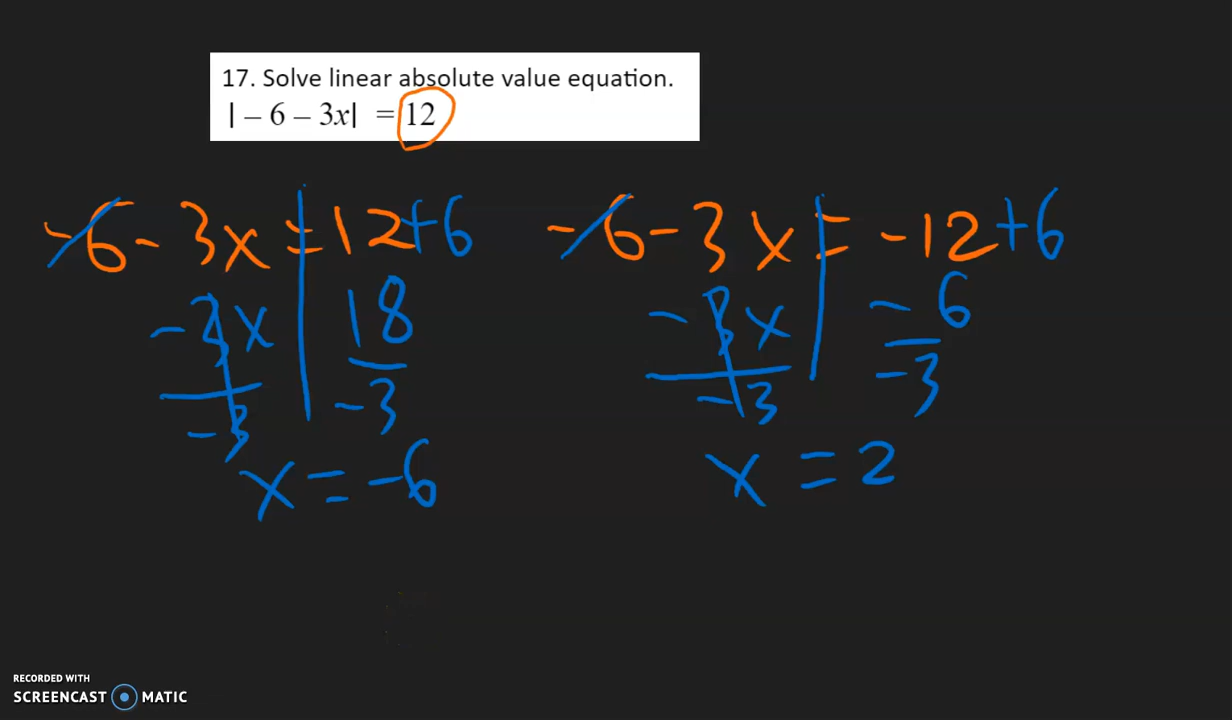 17. Solve linear absolute value equation.
| – 6 – 3x| = 12
-6 - 3x = 12 + 6
-3x 18
-3 -3
x = -6
-6 - 3x = -12 + 6
-3x -6
-3 -3
x = 2
RECORDED WITH
SCREENCAST MATIC